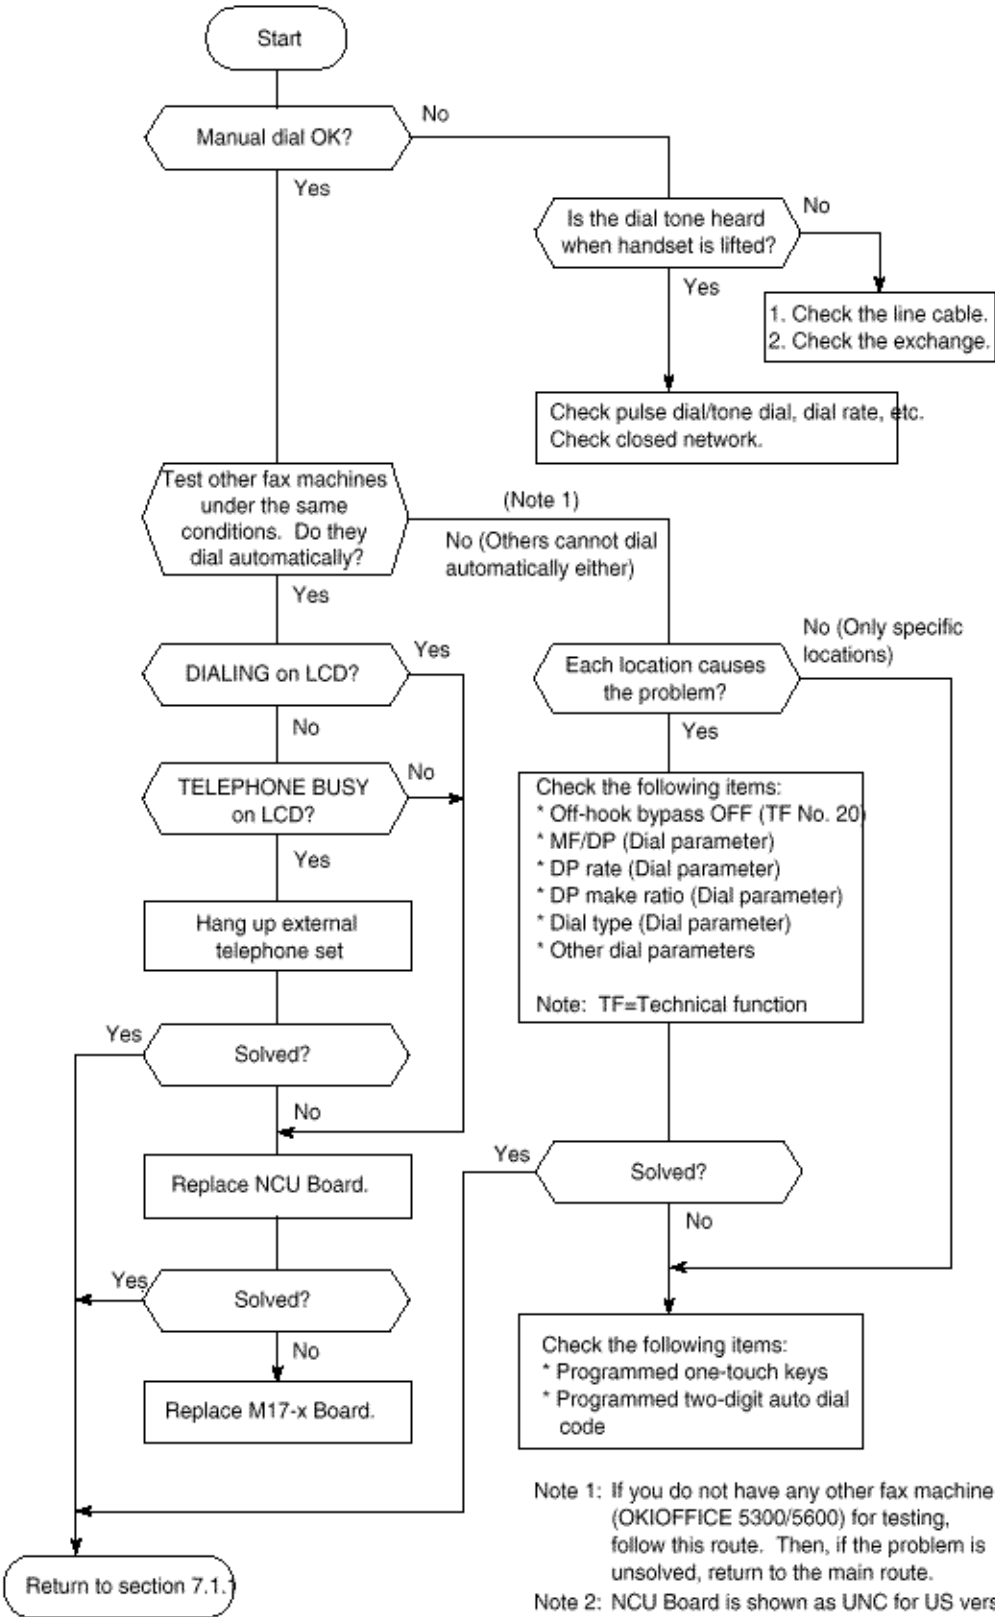 Start
Manual dial OK?
No
Yes
Is the dial tone heard
when handset is lifted?
No
Yes
1. Check the line cable.
2. Check the exchange.
Check pulse dial/tone dial, dial rate, etc.
Check closed network.
Test other fax machines
under the same
conditions. Do they
dial automatically?
(Note 1)
No (Others cannot dial
automatically either)
Yes
DIALING on LCD?
Yes
No
Each location causes
the problem?
No (Only specific
locations)
Yes
TELEPHONE BUSY
on LCD?
No
Yes
Check the following items:
* Off-hook bypass OFF (TF No. 20)
* MF/DP (Dial parameter)
* DP rate (Dial parameter)
* DP make ratio (Dial parameter)
* Dial type (Dial parameter)
* Other dial parameters
Note: TF=Technical function
Hang up external
telephone set
Yes
Solved?
No
Replace NCU Board.
Yes
Solved?
No
Yes
Solved?
No
Replace M17-x Board.
Check the following items:
* Programmed one-touch keys
* Programmed two-digit auto dial
code
Return to section 7.1.1
Note 1: If you do not have any other fax machine
(OKIOFFICE 5300/5600) for testing,
follow this route. Then, if the problem is
unsolved, return to the main route.
Note 2: NCU Board is shown as UNC for US vers